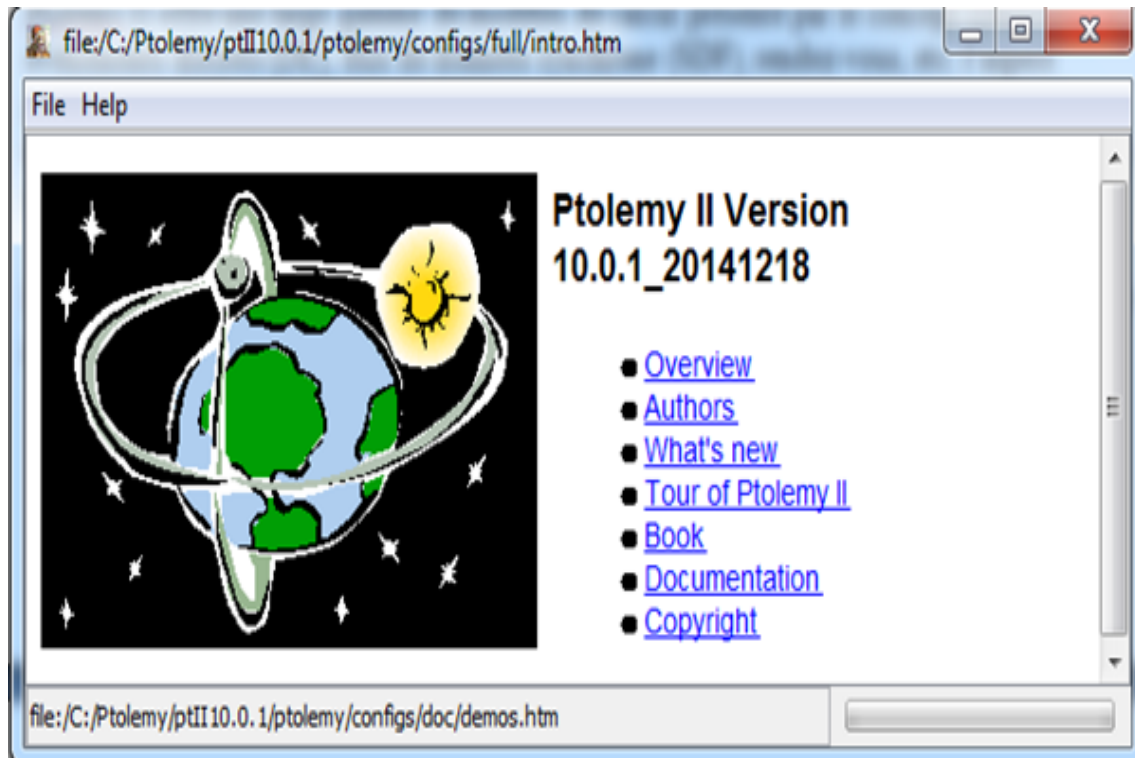 file:/C:/Ptolemy/ptII10.0.1/ptolemy/configs/full/intro.htm
File Help
Ptolemy II Version
10.0.1_20141218
Overview
Authors
What's new
Tour of Ptolemy II
Book
Documentation
Copyright
file:/C:/Ptolemy/ptII10.0.1/ptolemy/configs/doc/demos.htm